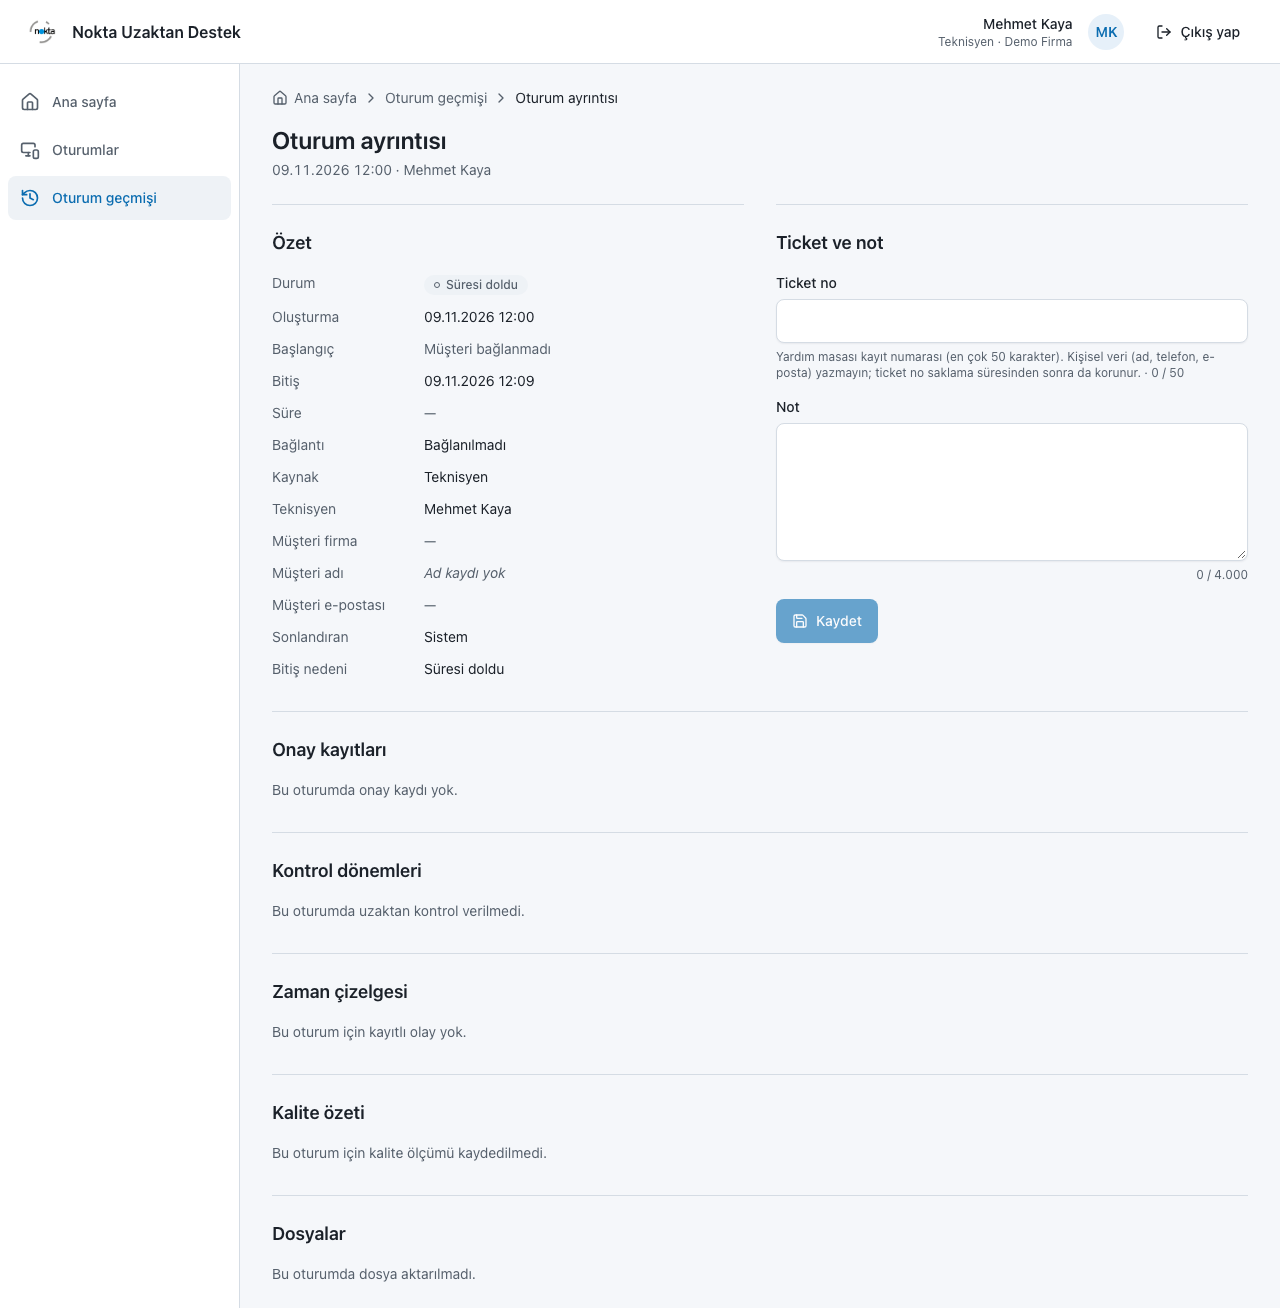 nokta
Nokta Uzaktan Destek
Mehmet Kaya
Teknisyen · Demo Firma
MK
Çıkış yap
Ana sayfa
Oturumlar
Oturum geçmişi
Ana sayfa > Oturum geçmişi > Oturum ayrıntısı
Oturum ayrıntısı
09.11.2026 12:00 · Mehmet Kaya
Özet
Durum Süresi doldu
Oluşturma 09.11.2026 12:00
Başlangıç Müşteri bağlanmadı
Bitiş 09.11.2026 12:09
Süre —
Bağlantı Bağlanılmadı
Kaynak Teknisyen
Teknisyen Mehmet Kaya
Müşteri firma —
Müşteri adı Ad kaydı yok
Müşteri e-postası —
Sonlandıran Sistem
Bitiş nedeni Süresi doldu
Ticket ve not
Ticket no
Yardım masası kayıt numarası (en çok 50 karakter). Kişisel veri (ad, telefon, e-
posta) yazmayın; ticket no saklama süresinden sonra da korunur. · 0 / 50
Not
0 / 4.000
Kaydet
Onay kayıtları
Bu oturumda onay kaydı yok.
Kontrol dönemleri
Bu oturumda uzaktan kontrol verilmedi.
Zaman çizelgesi
Bu oturum için kayıtlı olay yok.
Kalite özeti
Bu oturum için kalite ölçümü kaydedilmedi.
Dosyalar
Bu oturumda dosya aktarılmadı.